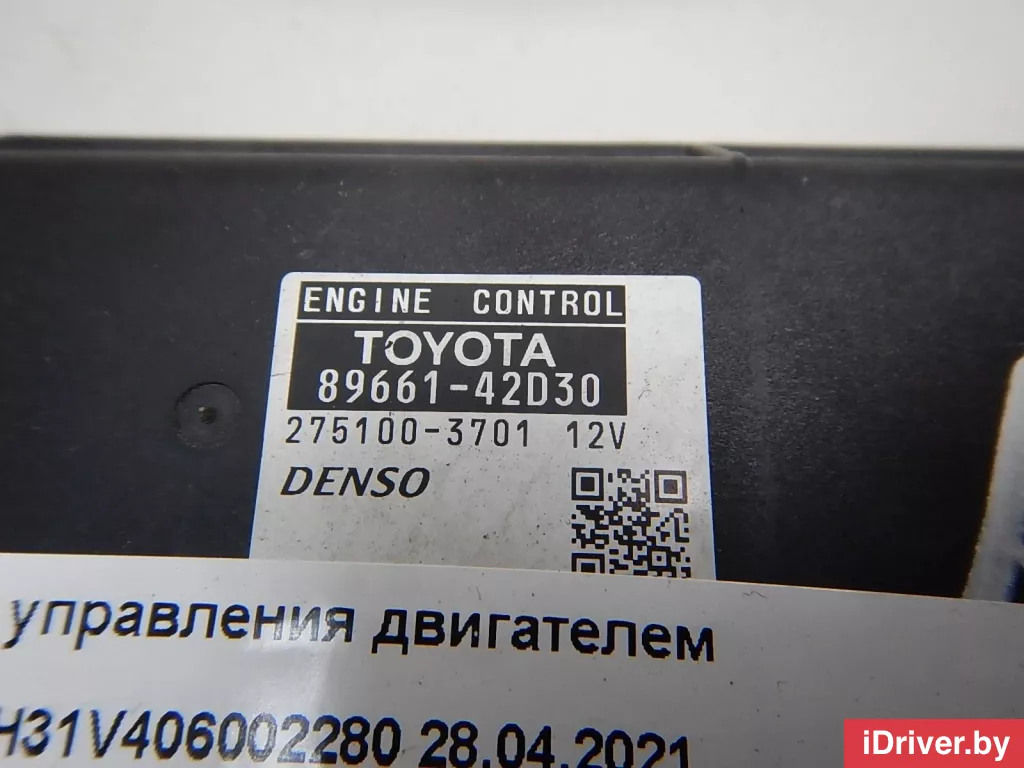 ENGINE CONTROL
TOYOTA
89661-42D30
275100-3701 12V
DENSO
управления двигателем
H31V406002280 28.04.2021
iDriver.by